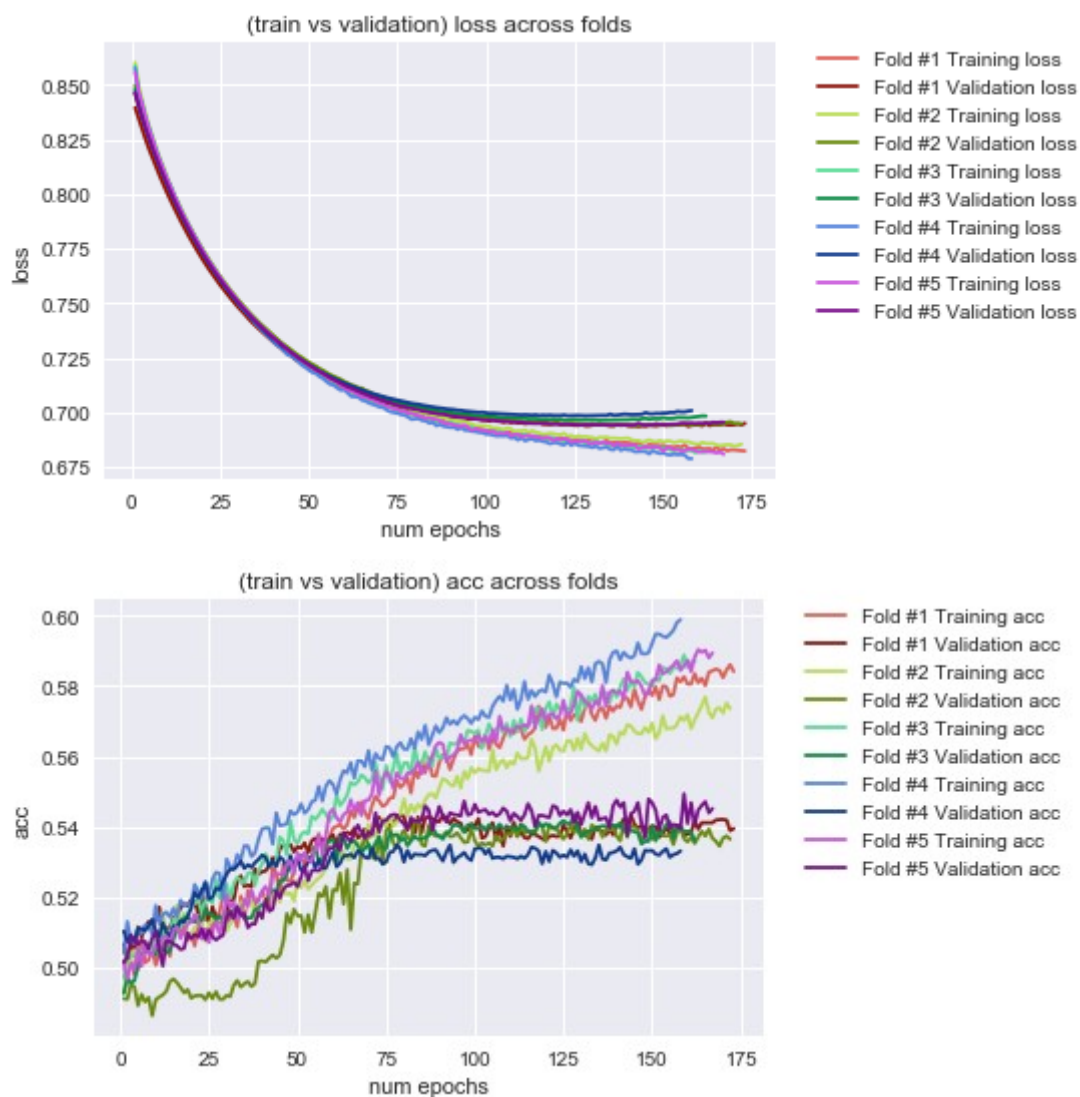 (train vs validation) loss across folds
0.850
0.825
0.800
0.775
0.750
0.725
0.700
0.675
loss
0 25 50 75 100 125 150 175
num epochs
Fold #1 Training loss
Fold #1 Validation loss
Fold #2 Training loss
Fold #2 Validation loss
Fold #3 Training loss
Fold #3 Validation loss
Fold #4 Training loss
Fold #4 Validation loss
Fold #5 Training loss
Fold #5 Validation loss
(train vs validation) acc across folds
0.60
0.58
0.56
0.54
0.52
0.50
acc
0 25 50 75 100 125 150 175
num epochs
Fold #1 Training acc
Fold #1 Validation acc
Fold #2 Training acc
Fold #2 Validation acc
Fold #3 Training acc
Fold #3 Validation acc
Fold #4 Training acc
Fold #4 Validation acc
Fold #5 Training acc
Fold #5 Validation acc